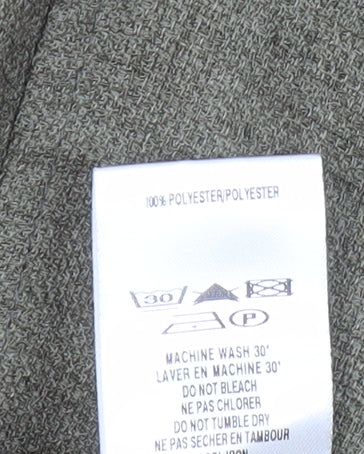 100% POLYESTER/POLYESTER
30
P
MACHINE WASH 30°
LAVER EN MACHINE 30°
DO NOT BLEACH
NE PAS CHLORER
DO NOT TUMBLE DRY
NE PAS SECHER EN TAMBOUR